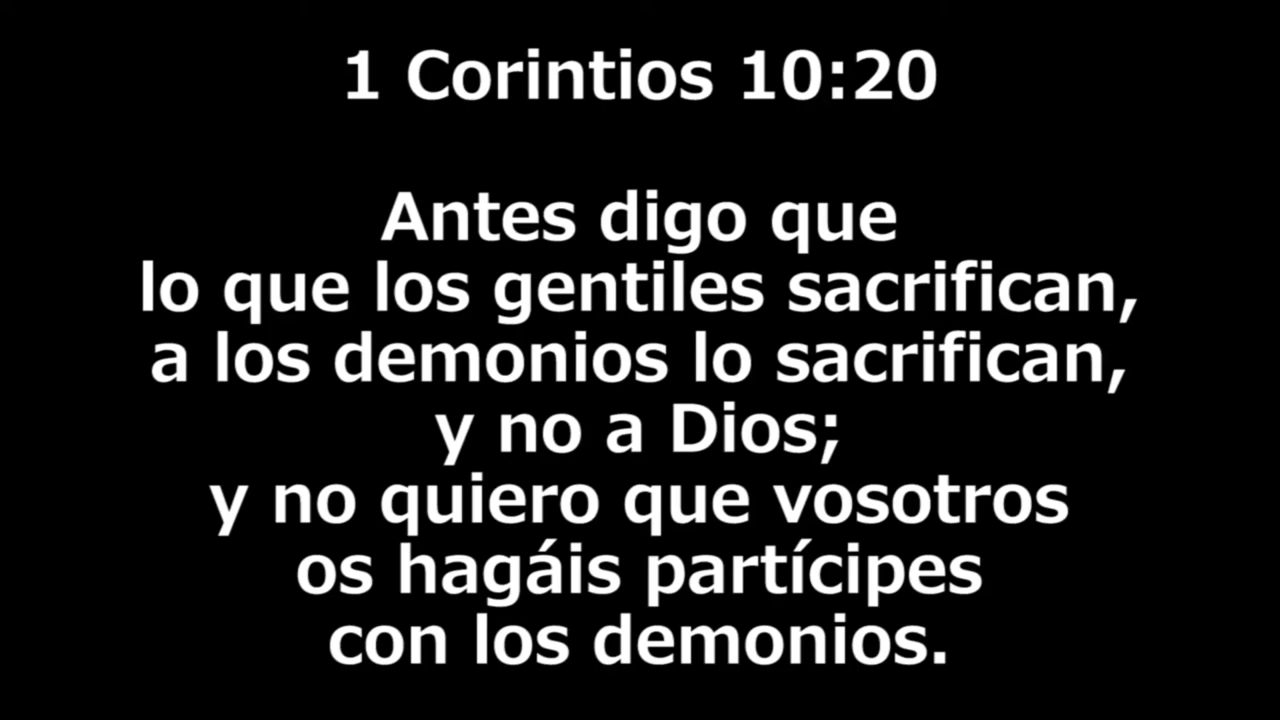 1 Corintios 10:20
Antes digo que
lo que los gentiles sacrifican,
a los demonios lo sacrifican,
y no a Dios;
y no quiero que vosotros
os hagáis partícipes
con los demonios.